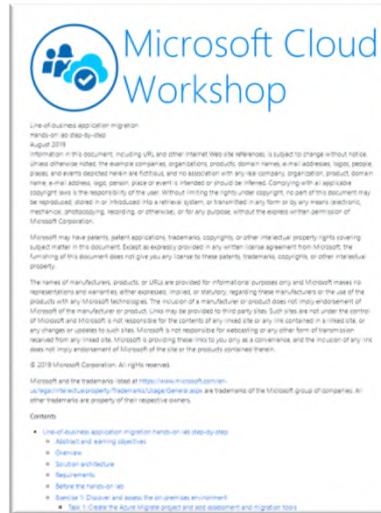 Microsoft Cloud
Workshop
Line-of-business application migration
Hands-on lab step-by-step
August 2019
Information in this document, including URL and other Internet Web site references, is subject to change without notice.
Unless otherwise noted, the example companies, organizations, products, domain names, e-mail addresses, logos, people,
places, and events depicted herein are fictitious, and no association with any real company, organization, product, domain
name, e-mail address, logo, person, place or event is intended or should be inferred. Complying with all applicable
copyright laws is the responsibility of the user. Without limiting the rights under copyright, no part of this document may
be reproduced, stored in or introduced into a retrieval system, or transmitted in any form or by any means (electronic,
mechanical, photocopying, recording, or otherwise), or for any purpose, without the express written permission of
Microsoft Corporation.
Microsoft may have patents, patent applications, trademarks, copyrights, or other intellectual property rights covering
subject matter in this document. Except as expressly provided in any written license agreement from Microsoft, the
furnishing of this document does not give you any license to these patents, trademarks, copyrights, or other intellectual
property.
The names of manufacturers, products, or URLs are provided for informational purposes only and Microsoft makes no
representations and warranties, either expressed, implied, or statutory, regarding these manufacturers or the use of the
products with any Microsoft technologies. The inclusion of a manufacturer or product does not imply endorsement of
Microsoft of the manufacturer or product. Links may be provided to third party sites. Such sites are not under the control
of Microsoft and Microsoft is not responsible for the contents of any linked site or any link contained in a linked site, or
any changes or updates to such sites. Microsoft is not responsible for webcasting or any other form of transmission
received from any linked site. Microsoft is providing these links to you only as a convenience, and the inclusion of any link
does not imply endorsement of Microsoft of the site or the products contained therein.
© 2019 Microsoft Corporation. All rights reserved.
Microsoft and the trademarks listed at https://www.microsoft.com/en-
us/legal/intellectualproperty/Trademarks/Usage/General.aspx are trademarks of the Microsoft group of companies. All
other trademarks are property of their respective owners.
Contents
Line-of-business application migration hands-on lab step-by-step
Abstract and learning objectives
Overview
Solution architecture
Requirements
Before the hands-on lab
Exercise 1: Discover and assess the on-premises environment
Task 1: Create the Azure Migrate project and add assessment and migration tools